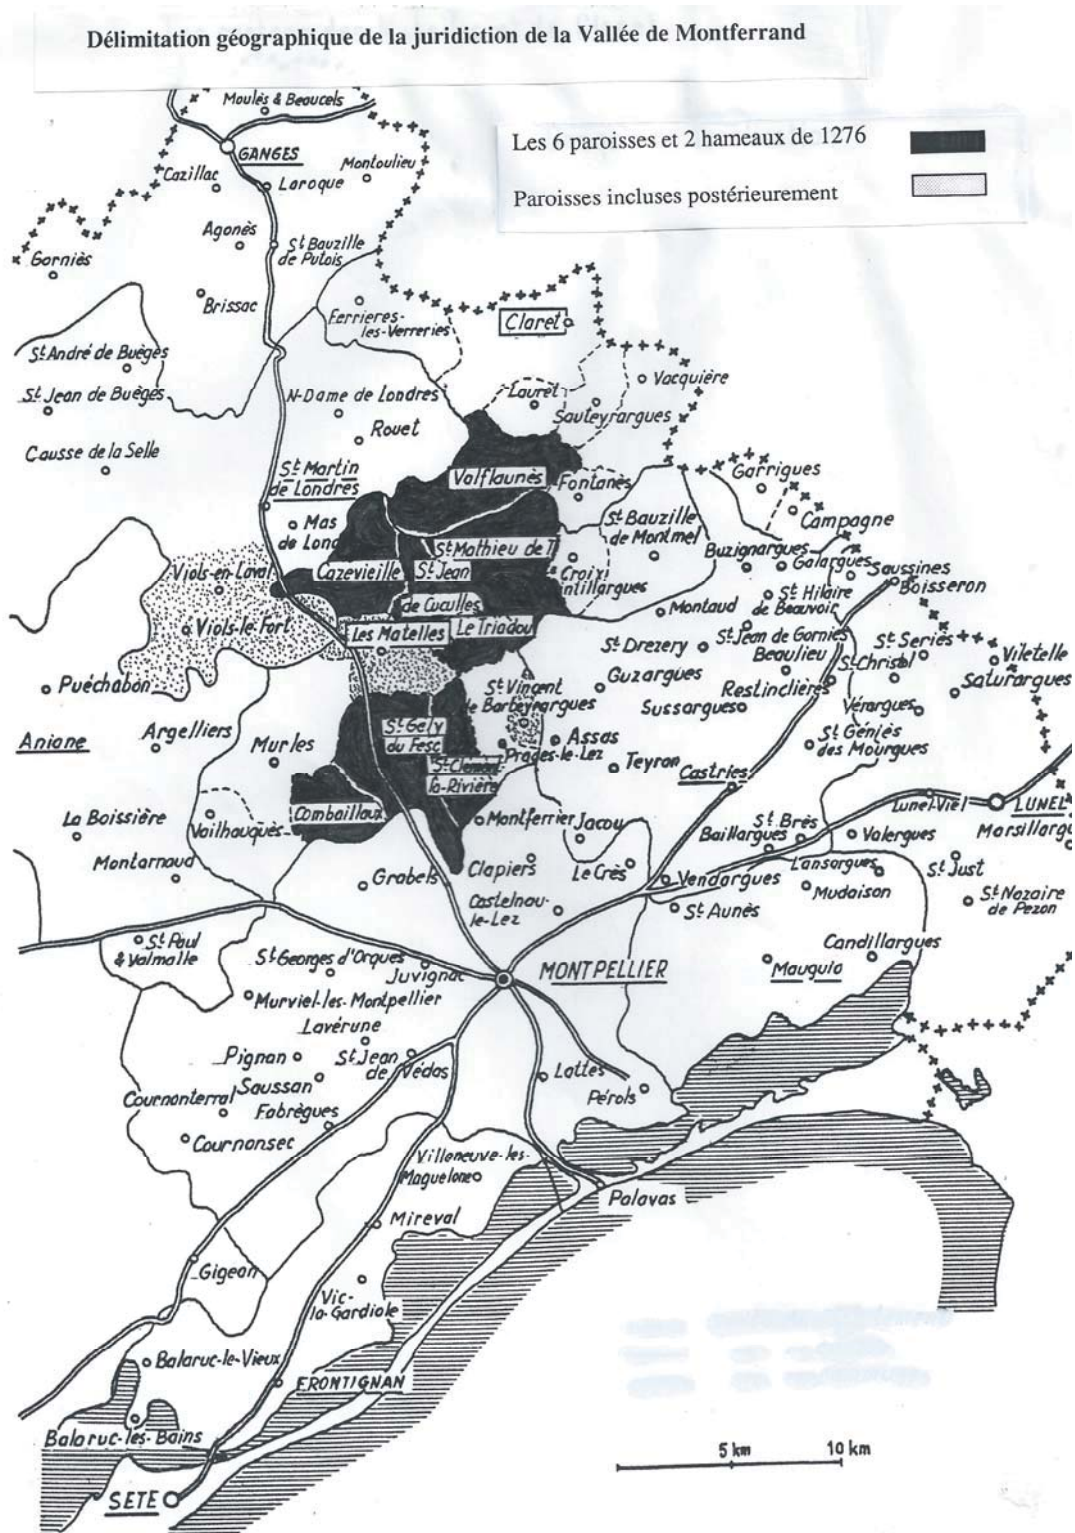 Délimitation géographique de la juridiction de la Vallée de Montferrand
Les 6 paroisses et 2 hameaux de 1276
Paroisses incluses postérieurement
Moulès & Beaucels
GANGES
Cazillac
Laroque
Montoulieu
Agonès
St Bauzille
de Putois
Gorniès
Brissac
Ferrieres-
les-Verreries
Claret
St André de Buèges
St Jean de Buèges
N-Dame de Londres
Lauret
Vacquière
Sauteyrargues
Rouet
Causse de la Selle
St Martin
de Londres
Valflaunès
Fontanès
Garrigues
Mas
de Lond
St Bauzille
de Montmel
Campagne
St Mathieu de T
Buzignargues
Galargues
Saussines
Boisseron
Viols-en-Laval
Cazevieille
St Jean
de Cuculles
Croix
intillargues
Montaud
St Hilaire
de Beauvoir
Viols-le-Fort
Les Matelles
Le Triadou
St Drezery
St Jean de Cornies
Beaulieu
St Series
St Christol
Viletelle
Saturargues
Puéchabon
St Vincent
de Barbeyrargues
Guzargues
Restinclières
Sussargues
Vérargues
Aniane
Argelliers
Murles
St Gély
du Fesc
Prades-le-Lez
Assas
St Géniès
des Mourgues
St Clément
la-Rivière
Teyran
Castries
La Boissière
Vailhauquès
Combaillaux
Montferrier
Jacou
Lunel-Viel
LUNEL
Marsillargu
St Brès
Baillargues
Valergues
Montarnaud
Grabels
Clapiers
Le Crès
Vendargues
Lansargues
Mudaison
St Just
Castelnau-
le-Lez
St Aunès
St Nazaire
de Pezan
St Paul
& Valmalle
St Georges d'Orques
Juvignac
MONTPELLIER
Candillargues
Mauguio
Murviel-les-Montpellier
Lavérune
Pignan
St Jean
de Védas
Saussan
Lattes
Pérols
Cournonterral
Fabrègues
Cournonsec
Villeneuve-les-
Maguelone
Palavas
Mireval
Gigean
Vic-
la-Gardiole
Balaruc-le-Vieux
FRONTIGNAN
Balaruc-les-Bains
SETE
5 km
10 km